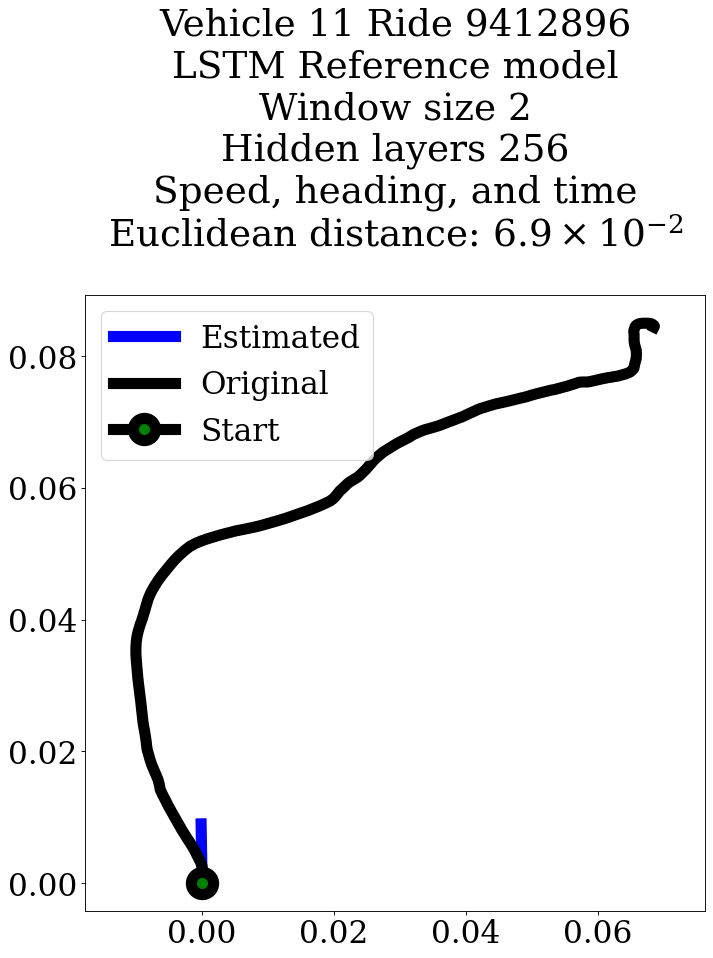 Vehicle 11 Ride 9412896
LSTM Reference model
Window size 2
Hidden layers 256
Speed, heading, and time
Euclidean distance: 6.9 × 10⁻²
Estimated
Original
Start
0.08
0.06
0.04
0.02
0.00
0.00 0.02 0.04 0.06